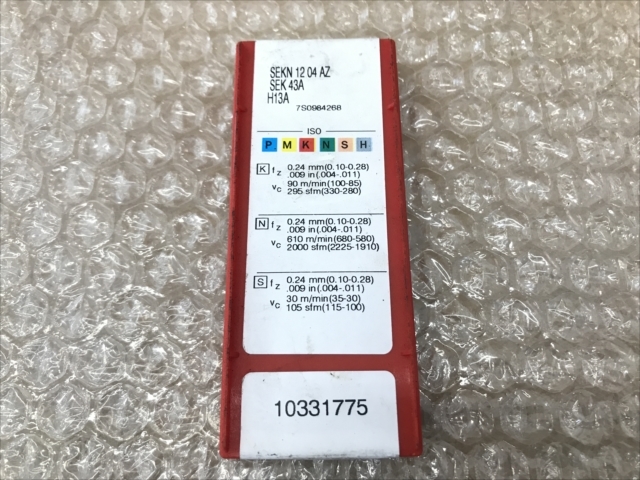 SEKN 12 04 AZ
SEK 43A
H13A
7S0984268
ISO
P M K N S H
K fz 0.24 mm(0.10-0.28)
.009 in(.004-.011)
vc 90 m/min(100-85)
295 sfm(330-280)
N fz 0.24 mm(0.10-0.28)
.009 in(.004-.011)
vc 610 m/min(680-580)
2000 sfm(2225-1910)
S fz 0.24 mm(0.10-0.28)
.009 in(.004-.011)
vc 30 m/min(35-30)
105 sfm(115-100)
10331775